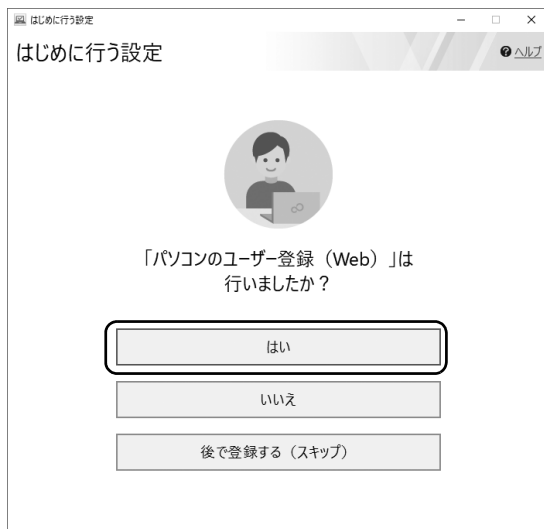 はじめに行う設定
はじめに行う設定
ヘルプ
「パソコンのユーザー登録（Web）」は
行いましたか？
はい
いいえ
後で登録する（スキップ）